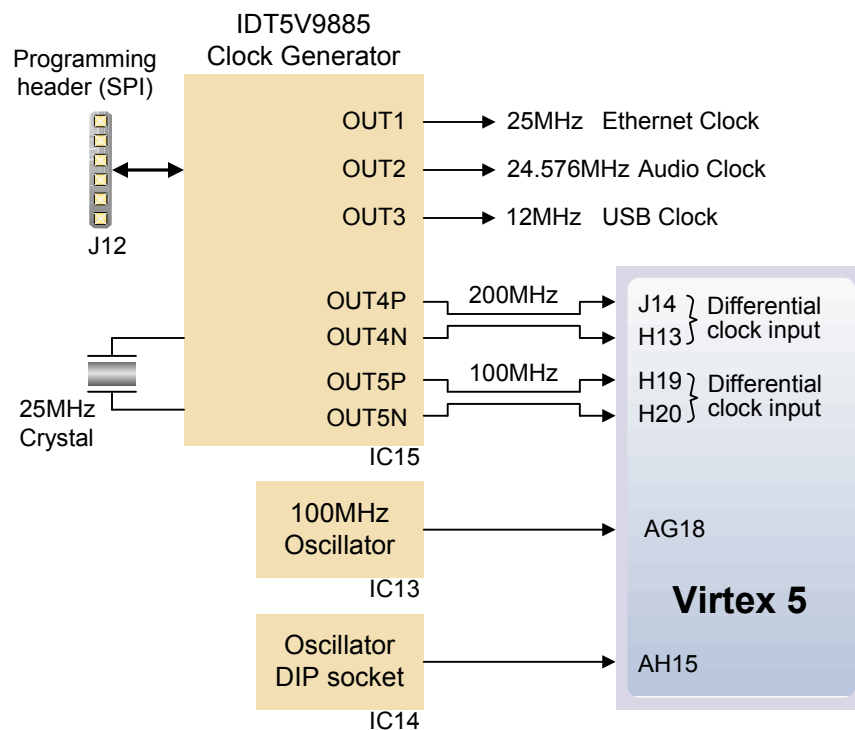 IDT5V9885
Clock Generator
Programming
header (SPI)
J12
OUT1
25MHz Ethernet Clock
OUT2
24.576MHz Audio Clock
OUT3
12MHz USB Clock
OUT4P
200MHz
J14
OUT4N
H13
Differential
clock input
OUT5P
100MHz
H19
OUT5N
H20
Differential
clock input
25MHz
Crystal
IC15
100MHz
Oscillator
IC13
AG18
Virtex 5
Oscillator
DIP socket
IC14
AH15